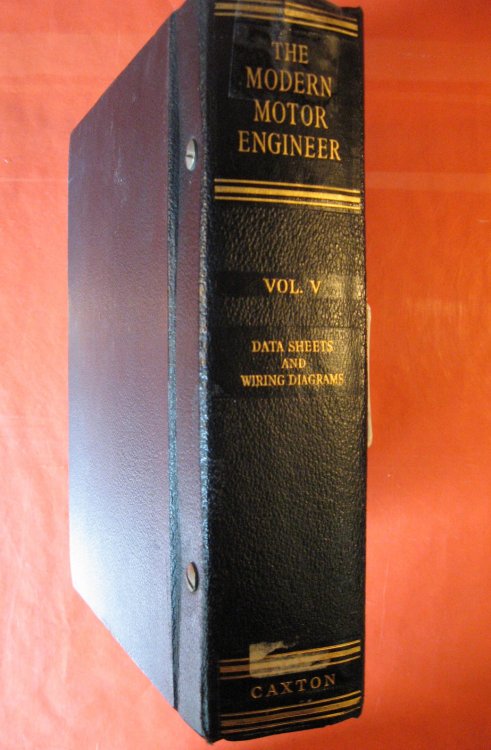 THE
MODERN
MOTOR
ENGINEER
VOL. V
DATA SHEETS
AND
WIRING DIAGRAMS
CAXTON